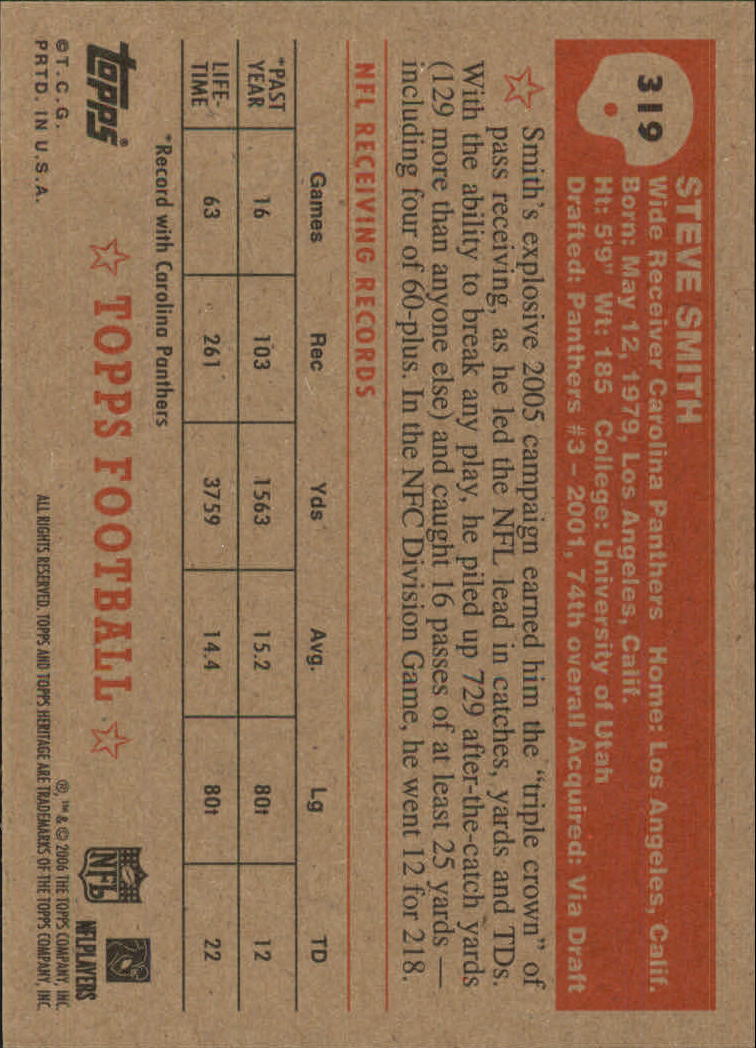 319
STEVE SMITH
Wide Receiver Carolina Panthers Home: Los Angeles, Calif.
Born: May 12, 1979, Los Angeles, Calif.
Ht: 5'9" Wt: 185 College: University of Utah
Drafted: Panthers #3 - 2001, 74th overall Acquired: Via Draft
Smith's explosive 2005 campaign earned him the "triple crown" of
pass receiving, as he led the NFL lead in catches, yards and TDs.
With the ability to break any play, he piled up 729 after-the-catch yards
(129 more than anyone else) and caught 16 passes of at least 25 yards —
including four of 60-plus. In the NFC Division Game, he went 12 for 218.
NFL RECEIVING RECORDS
Games Rec Yds Avg. Lg TD
*PAST YEAR 16 103 1563 15.2 80t 12
LIFE-TIME 63 261 3759 14.4 80t 22
*Record with Carolina Panthers
topps®
TOPPS FOOTBALL
NFL
NFLPLAYERS
©T.C.G.
PRTD. IN U.S.A.
®, ™ & © 2006 THE TOPPS COMPANY, INC.
ALL RIGHTS RESERVED. TOPPS AND TOPPS HERITAGE ARE TRADEMARKS OF THE TOPPS COMPANY, INC.